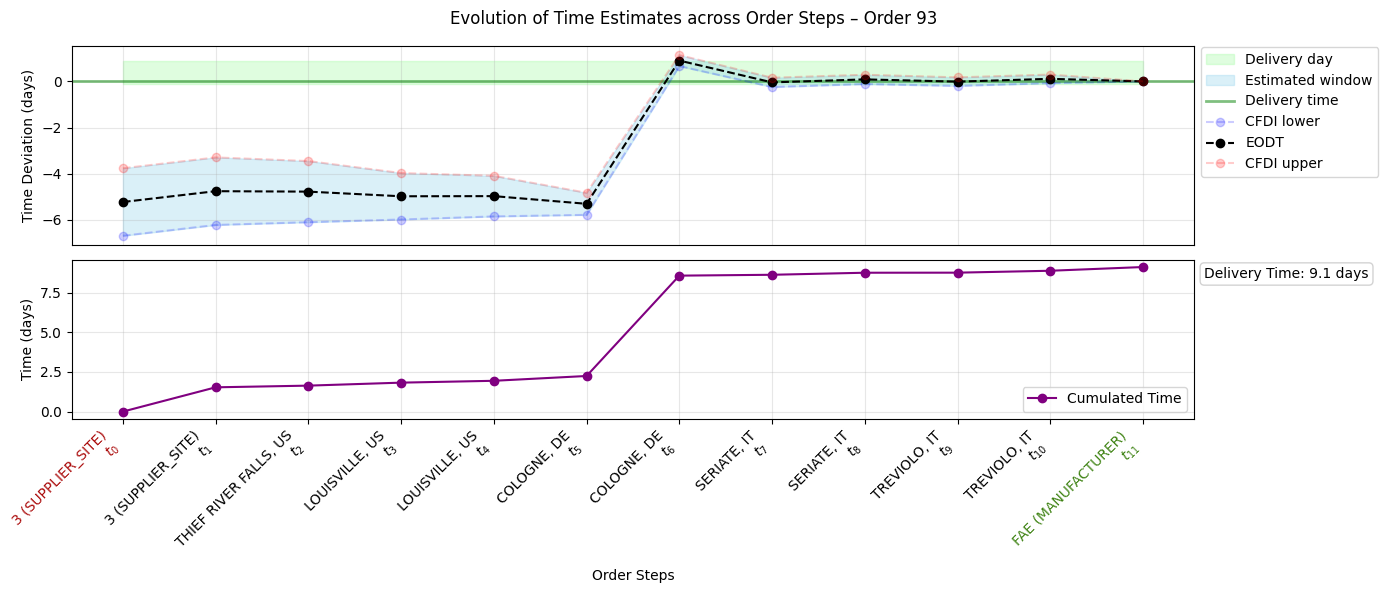 Evolution of Time Estimates across Order Steps – Order 93
Time Deviation (days)
0
−2
−4
−6
Delivery day
Estimated window
Delivery time
CFDI lower
EODT
CFDI upper
Time (days)
7.5
5.0
2.5
0.0
Delivery Time: 9.1 days
Cumulated Time
3 (SUPPLIER_SITE)
t0
3 (SUPPLIER_SITE)
t1
THIEF RIVER FALLS, US
t2
LOUISVILLE, US
t3
LOUISVILLE, US
t4
COLOGNE, DE
t5
COLOGNE, DE
t6
SERIATE, IT
t7
SERIATE, IT
t8
TREVIOLO, IT
t9
TREVIOLO, IT
t10
FAE (MANUFACTURER)
t11
Order Steps